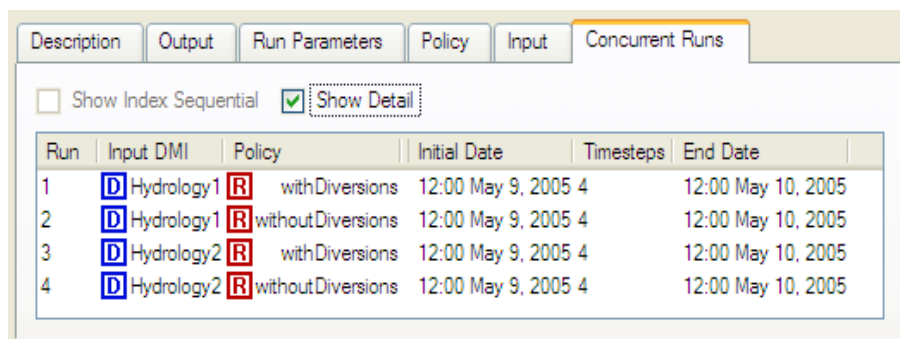 Description Output Run Parameters Policy Input Concurrent Runs
Show Index Sequential Show Detail
Run Input DMI Policy Initial Date Timesteps End Date
1 D Hydrology1 R withDiversions 12:00 May 9, 2005 4 12:00 May 10, 2005
2 D Hydrology1 R withoutDiversions 12:00 May 9, 2005 4 12:00 May 10, 2005
3 D Hydrology2 R withDiversions 12:00 May 9, 2005 4 12:00 May 10, 2005
4 D Hydrology2 R withoutDiversions 12:00 May 9, 2005 4 12:00 May 10, 2005